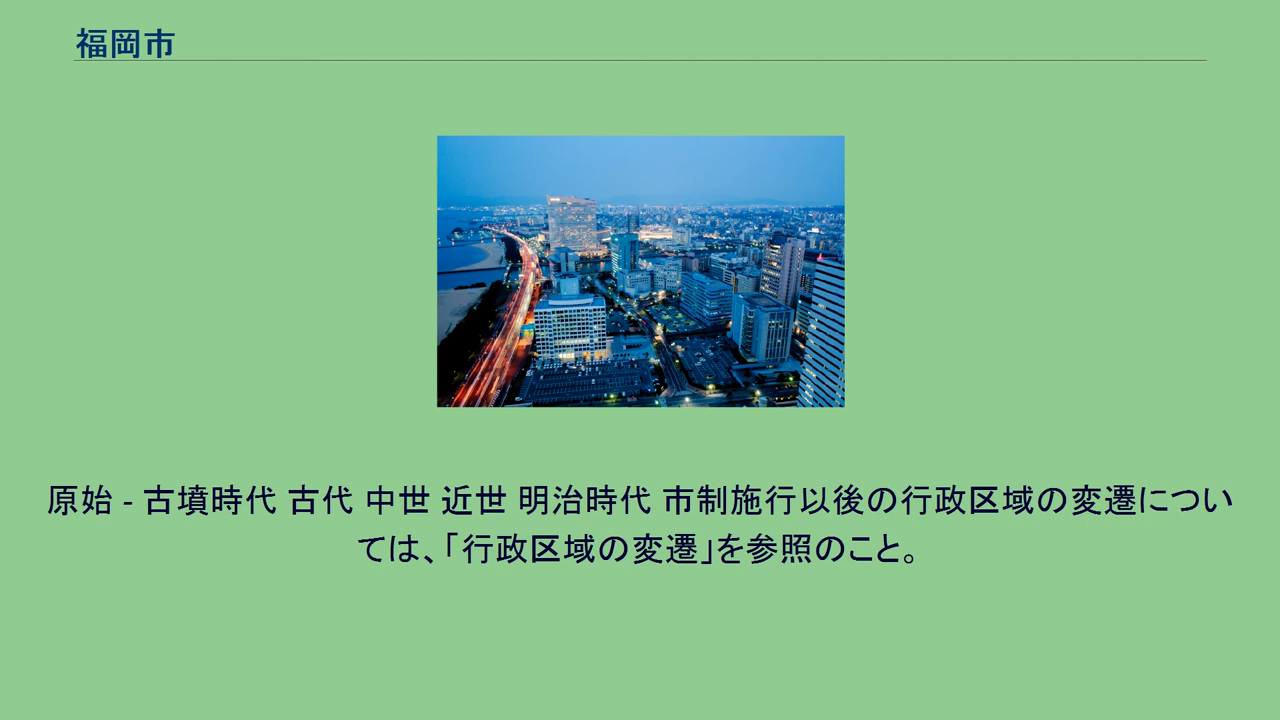 福岡市
原始 - 古墳時代 古代 中世 近世 明治時代 市制施行以後の行政区域の変遷につい
ては、「行政区域の変遷」を参照のこと。